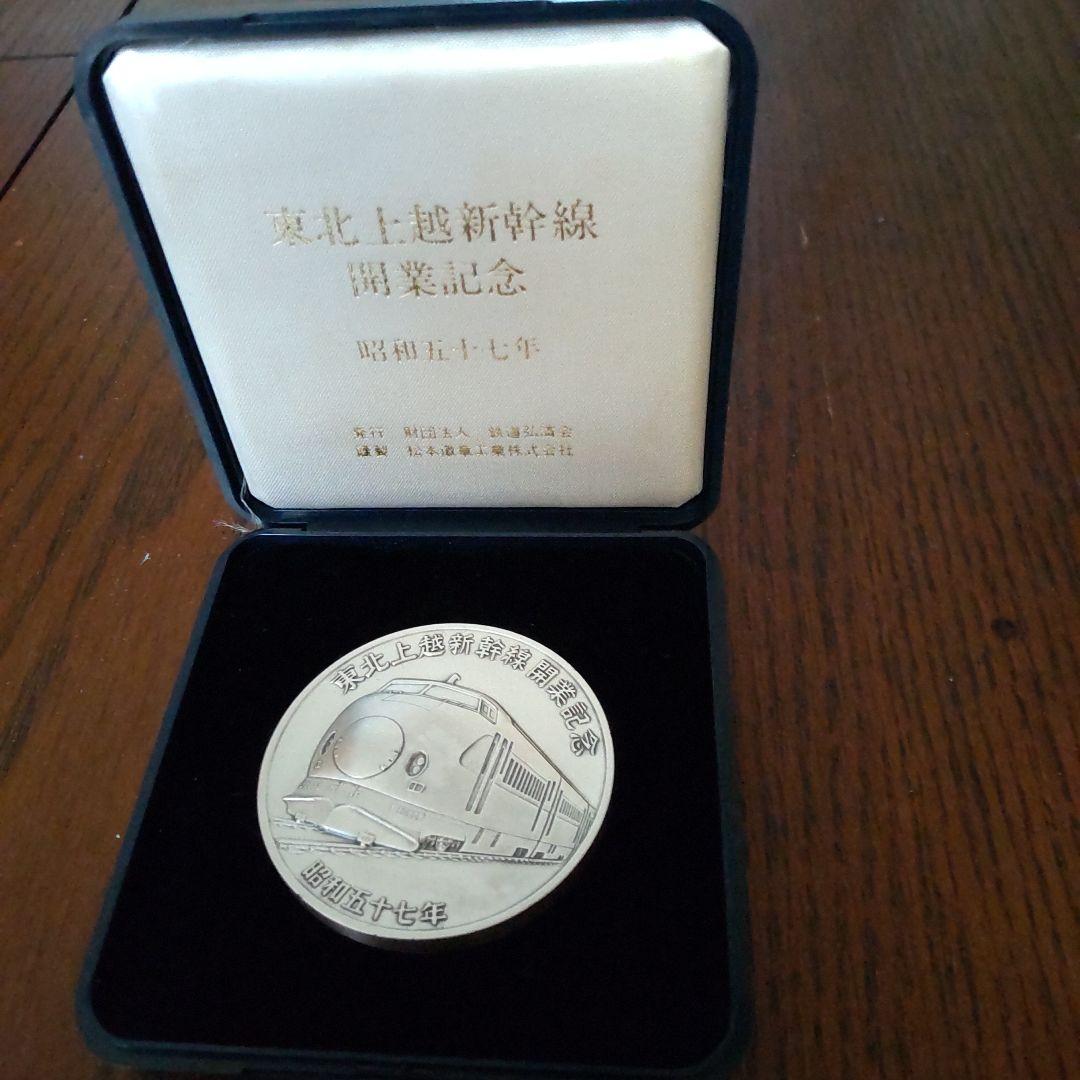 東北上越新幹線
開業記念
昭和五十七年
発行 財団法人 鉄道弘済会
謹製 松本徽章工業株式会社
東北上越新幹線開業記念
昭和五十七年